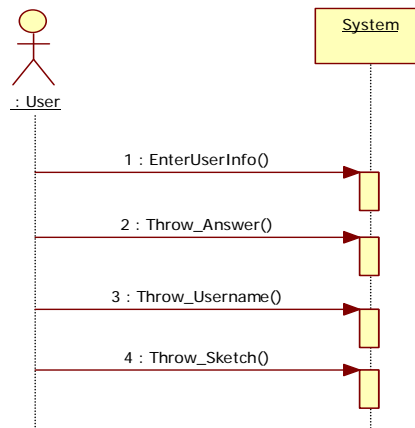 System
: User
1 : EnterUserInfo()
2 : Throw_Answer()
3 : Throw_Username()
4 : Throw_Sketch()